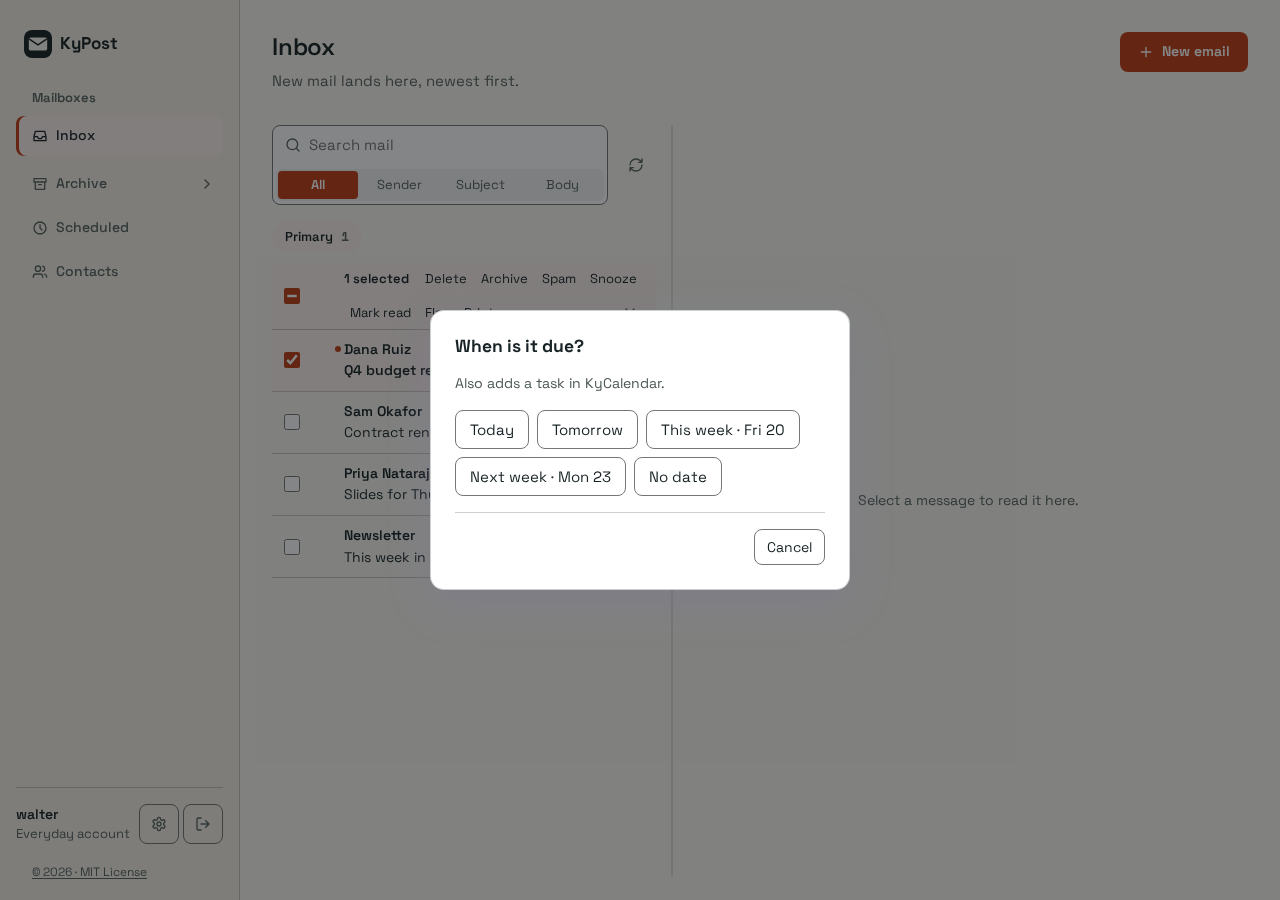 KyPost
Mailboxes
Inbox
Archive
Scheduled
Contacts
walter
Everyday account
© 2026 · MIT License
Inbox
New mail lands here, newest first.
New email
Search mail
All Sender Subject Body
Primary 1
1 selected Delete Archive Spam Snooze
Mark read
Dana Ruiz
Q4 budget
Sam Okafor
Contract
Priya
Slides for
Newsletter
This week in
Select a message to read it here.
When is it due?
Also adds a task in KyCalendar.
Today Tomorrow This week · Fri 20
Next week · Mon 23 No date
Cancel